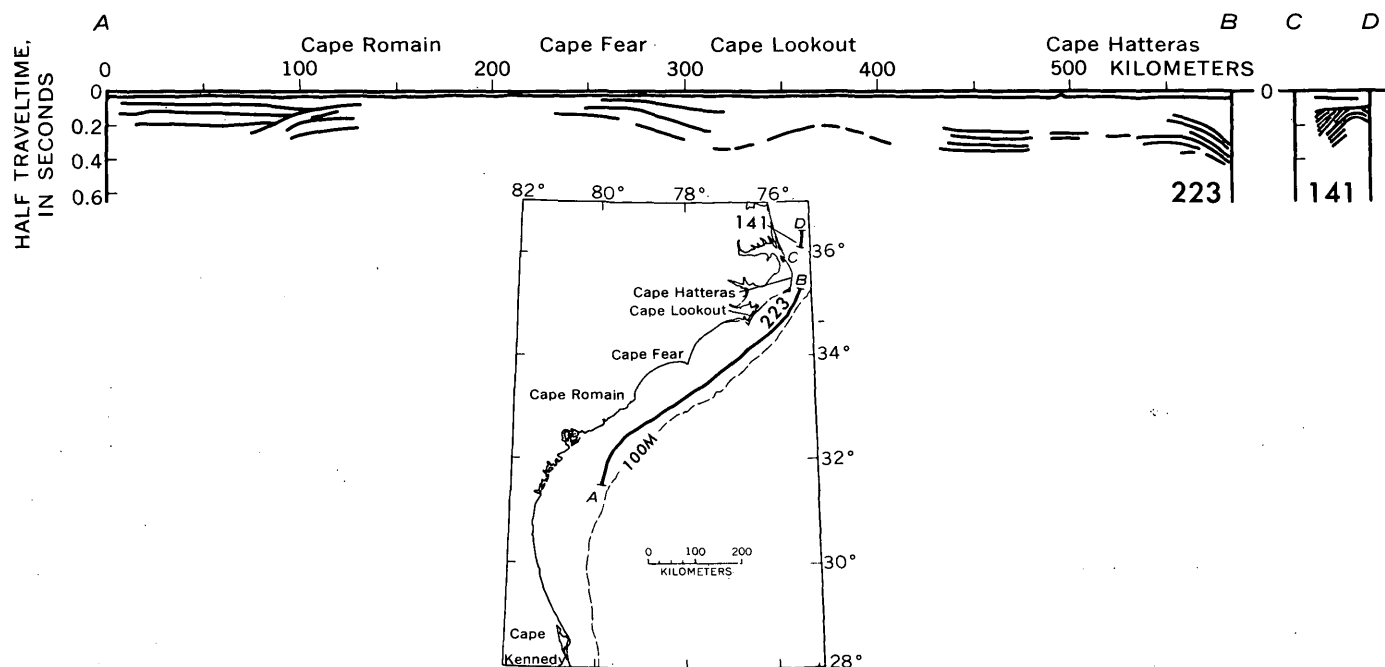 A B C D
Cape Romain Cape Fear Cape Lookout Cape Hatteras
0 100 200 300 400 500 KILOMETERS
HALF TRAVELTIME,
IN SECONDS
0 0
0.2
0.4
0.6
223 141
82° 80° 78° 76°
141 D
36°
C
B
Cape Hatteras
Cape Lookout
223
34°
Cape Fear
Cape Romain
100M
32°
A
0 100 200
KILOMETERS
30°
Cape
Kennedy
28°